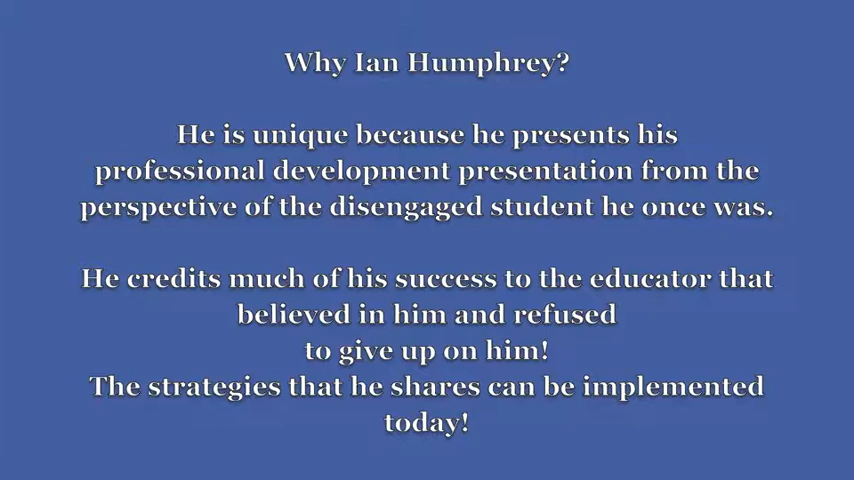 Why Ian Humphrey?
He is unique because he presents his
professional development presentation from the
perspective of the disengaged student he once was.
He credits much of his success to the educator that
believed in him and refused
to give up on him!
The strategies that he shares can be implemented
today!